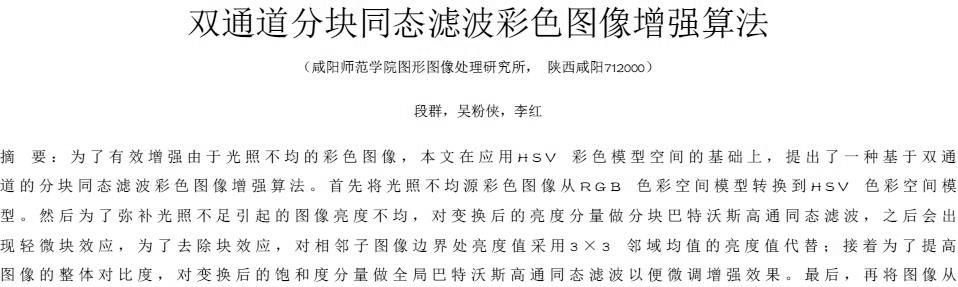 双通道分块同态滤波彩色图像增强算法
（咸阳师范学院图形图像处理研究所， 陕西咸阳712000）
段群，吴粉侠，李红
摘 要：为了有效增强由于光照不均的彩色图像，本文在应用HSV 彩色模型空间的基础上，提出了一种基于双通
道的分块同态滤波彩色图像增强算法。首先将光照不均源彩色图像从RGB 色彩空间模型转换到HSV 色彩空间模
型。然后为了弥补光照不足引起的图像亮度不均，对变换后的亮度分量做分块巴特沃斯高通同态滤波，之后会出
现轻微块效应，为了去除块效应，对相邻子图像边界处亮度值采用3×3 邻域均值的亮度值代替；接着为了提高
图像的整体对比度，对变换后的饱和度分量做全局巴特沃斯高通同态滤波以便微调增强效果。最后，再将图像从